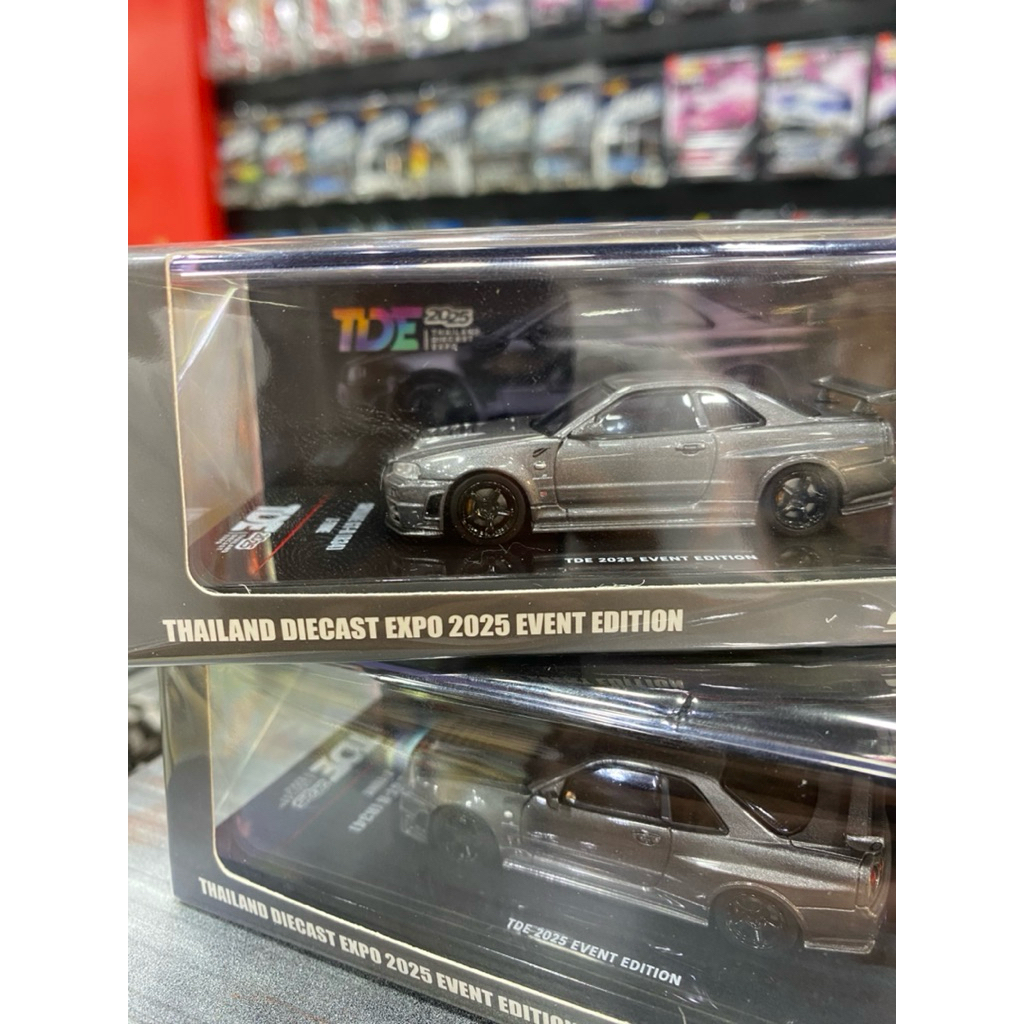 TDE 2025
THAILAND
DIECAST
EXPO
TDE 2025 EVENT EDITION
THAILAND DIECAST EXPO 2025 EVENT EDITION
TDE 2025 EVENT EDITION
THAILAND DIECAST EXPO 2025 EVENT EDITION